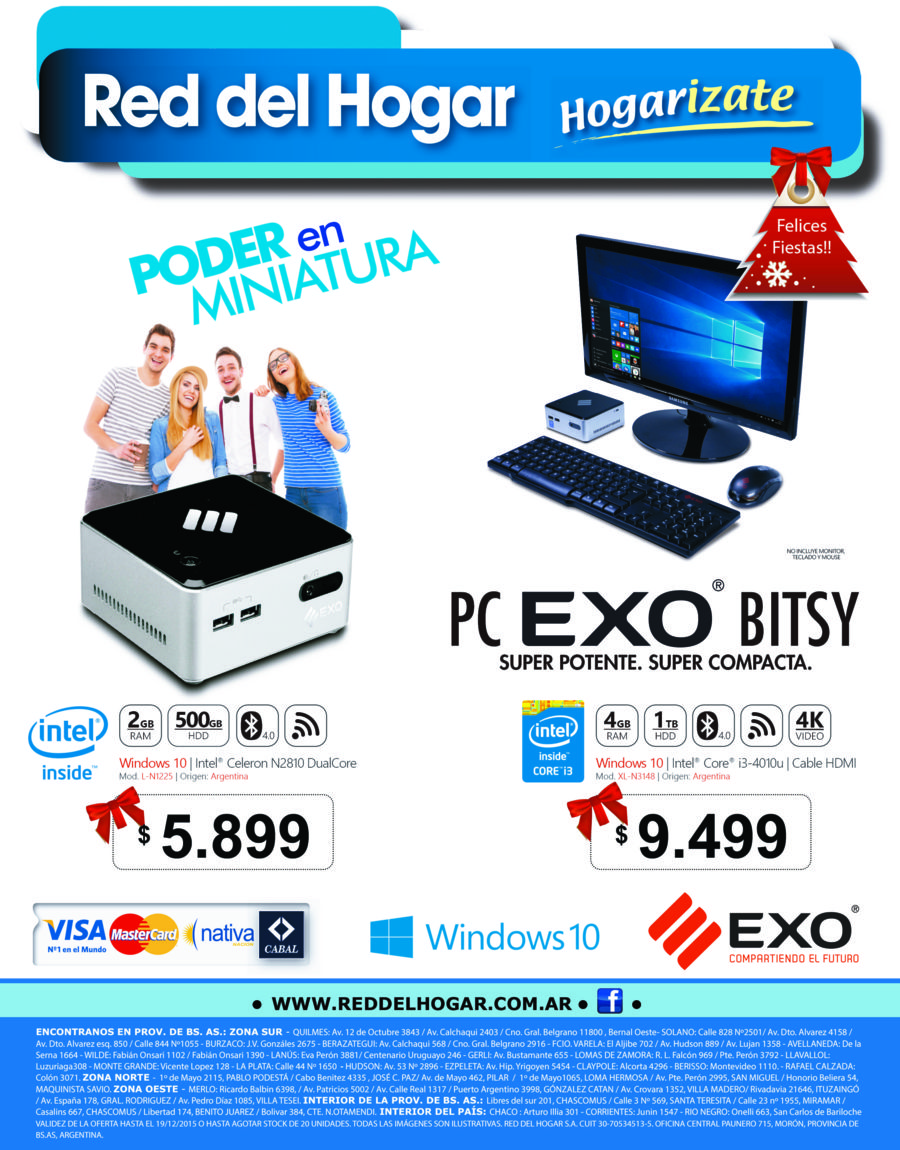 Red del Hogar
Hogarizate
Felices
Fiestas!!
PODER en
MINIATURA
SAMSUNG
EXO
NO INCLUYE MONITOR,
TECLADO Y MOUSE
PC EXO® BITSY
SUPER POTENTE. SUPER COMPACTA.
intel inside™
2GB RAM
500GB HDD
4.0
Windows 10 | Intel® Celeron N2810 DualCore
Mod. L-N1225 | Origen: Argentina
$ 5.899
intel inside™ CORE™ i3
4GB RAM
1TB HDD
4.0
4K VIDEO
Windows 10 | Intel® Core® i3-4010u | Cable HDMI
Mod. XL-N3148 | Origen: Argentina
$ 9.499
VISA
Nº1 en el Mundo
MasterCard
nativa
NACION
CABAL
Windows 10
EXO®
COMPARTIENDO EL FUTURO
● WWW.REDDELHOGAR.COM.AR ● f ●
ENCONTRANOS EN PROV. DE BS. AS.: ZONA SUR - QUILMES: Av. 12 de Octubre 3843 / Av. Calchaqui 2403 / Cno. Gral. Belgrano 11800 , Bernal Oeste- SOLANO: Calle 828 Nº2501/ Av. Dto. Alvarez 4158 /
Av. Dto. Alvarez esq. 850 / Calle 844 Nº1055 - BURZACO: J.V. Gonzáles 2675 - BERAZATEGUI: Av. Calchaqui 568 / Cno. Gral. Belgrano 2916 - FCIO. VARELA: El Aljibe 702 / Av. Hudson 889 / Av. Lujan 1358 - AVELLANEDA: De la
Serna 1664 - WILDE: Fabián Onsari 1102 / Fabián Onsari 1390 - LANÚS: Eva Perón 3881/ Centenario Uruguayo 246 - GERLI: Av. Bustamante 655 - LOMAS DE ZAMORA: R. L. Falcón 969 / Pte. Perón 3792 - LLAVALLOL:
Luzuriaga308 - MONTE GRANDE: Vicente Lopez 128 - LA PLATA: Calle 44 Nº 1650 - HUDSON: Av. 53 Nº 2896 - EZPELETA: Av. Hip. Yrigoyen 5454 - CLAYPOLE: Alcorta 4296 - BERISSO: Montevideo 1110. - RAFAEL CALZADA:
Colón 3071. ZONA NORTE - 1º de Mayo 2115, PABLO PODESTÁ / Cabo Benitez 4335 , JOSÉ C. PAZ/ Av. de Mayo 462, PILAR / 1º de Mayo1065, LOMA HERMOSA / Av. Pte. Perón 2995, SAN MIGUEL / Honorio Beliera 54,
MAQUINISTA SAVIO. ZONA OESTE - MERLO: Ricardo Balbin 6398, / Av. Patricios 5002 / Av. Calle Real 1317 / Puerto Argentino 3998, GONZALEZ CATAN / Av. Crovara 1352, VILLA MADERO/ Rivadavia 21646, ITUZAINGÓ
/ Av. España 178, GRAL. RODRIGUEZ / Av. Pedro Díaz 1085, VILLA TESEI. INTERIOR DE LA PROV. DE BS. AS.: Libres del sur 201, CHASCOMUS / Calle 3 Nº 569, SANTA TERESITA / Calle 23 nº 1955, MIRAMAR /
Casalins 667, CHASCOMUS / Libertad 174, BENITO JUAREZ / Bolivar 384, CTE. N.OTAMENDI. INTERIOR DEL PAÍS: CHACO : Arturo Illia 301 - CORRIENTES: Junin 1547 - RIO NEGRO: Onelli 663, San Carlos de Bariloche
VALIDEZ DE LA OFERTA HASTA EL 19/12/2015 O HASTA AGOTAR STOCK DE 20 UNIDADES. TODAS LAS IMÁGENES SON ILUSTRATIVAS. RED DEL HOGAR S.A. CUIT 30-70534513-5. OFICINA CENTRAL PAUNERO 715, MORÓN, PROVINCIA DE
BS.AS, ARGENTINA.